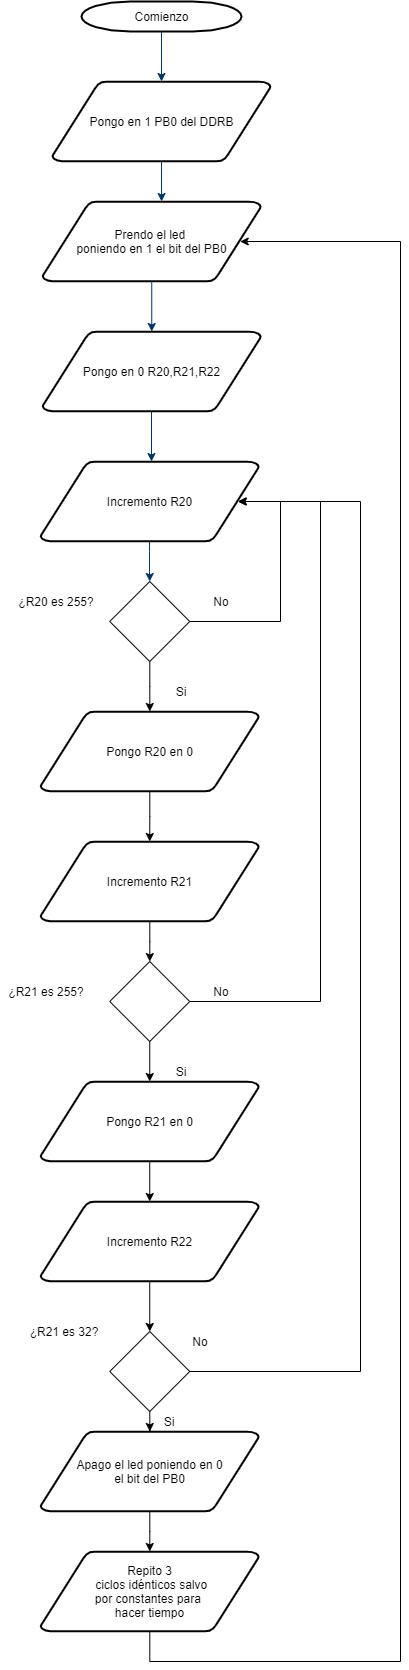 Comienzo
Pongo en 1 PB0 del DDRB
Prendo el led
poniendo en 1 el bit del PB0
Pongo en 0 R20,R21,R22
Incremento R20
¿R20 es 255?
No
Si
Pongo R20 en 0
Incremento R21
¿R21 es 255?
No
Si
Pongo R21 en 0
Incremento R22
¿R21 es 32?
No
Si
Apago el led poniendo en 0
el bit del PB0
Repito 3
ciclos idénticos salvo
por constantes para
hacer tiempo